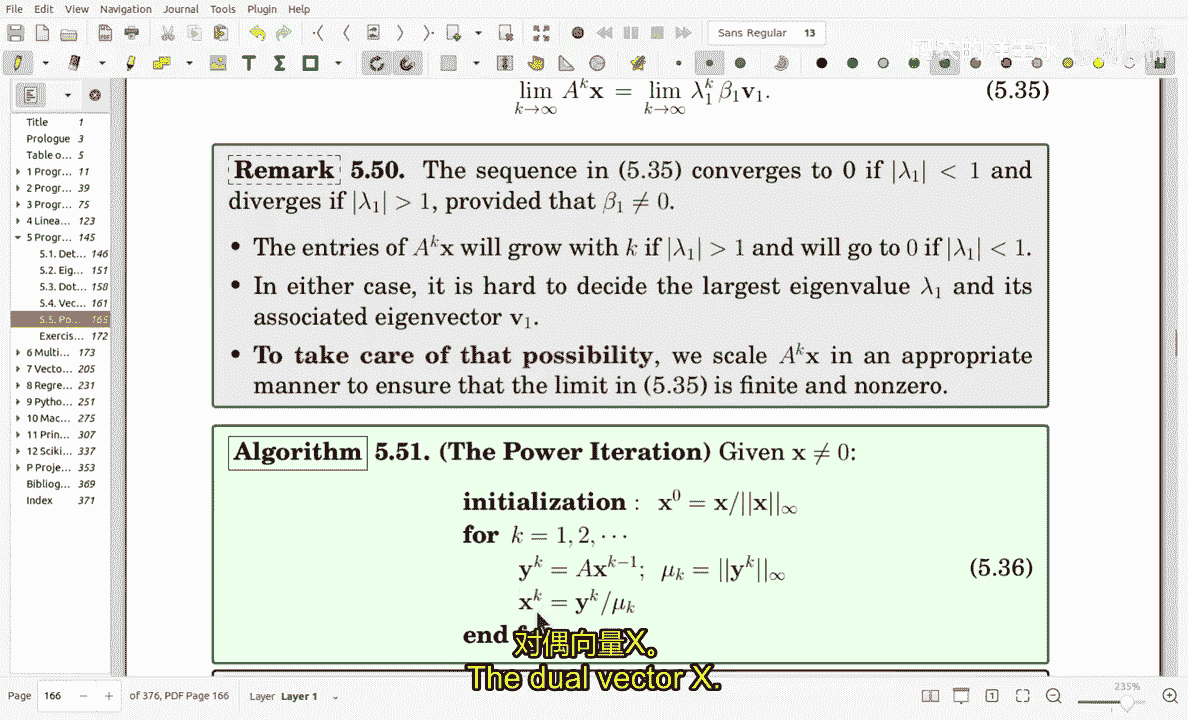 File Edit View Navigation Journal Tools Plugin Help
Sans Regular 13
Title 1
Prologue 3
Table o... 5
1 Progr... 11
2 Progr... 39
3 Progr... 75
4 Linea... 123
5 Progr... 145
5.1. Det... 146
5.2. Eig... 151
5.3. Dot... 158
5.4. Vec... 161
5.5. Po... 165
Exercis... 172
6 Multi... 173
7 Vecto... 205
8 Regre... 231
9 Pytho... 251
10 Mac... 275
11 Prin... 307
12 Sciki... 337
P Proje... 353
Bibliog... 369
Index 371
lim_{k→∞} A^k x = lim_{k→∞} λ_1^k β_1 v_1. (5.35)
Remark 5.50. The sequence in (5.35) converges to 0 if |λ_1| < 1 and
diverges if |λ_1| > 1, provided that β_1 ≠ 0.
• The entries of A^k x will grow with k if |λ_1| > 1 and will go to 0 if |λ_1| < 1.
• In either case, it is hard to decide the largest eigenvalue λ_1 and its
associated eigenvector v_1.
• To take care of that possibility, we scale A^k x in an appropriate
manner to ensure that the limit in (5.35) is finite and nonzero.
Algorithm 5.51. (The Power Iteration) Given x ≠ 0:
initialization : x^0 = x/||x||_∞
for k = 1, 2, ···
y^k = Ax^{k−1}; μ_k = ||y^k||_∞ (5.36)
x^k = y^k/μ_k
end
对偶向量X。
The dual vector X.
Page 166 of 376, PDF Page 166 Layer Layer 1 235%